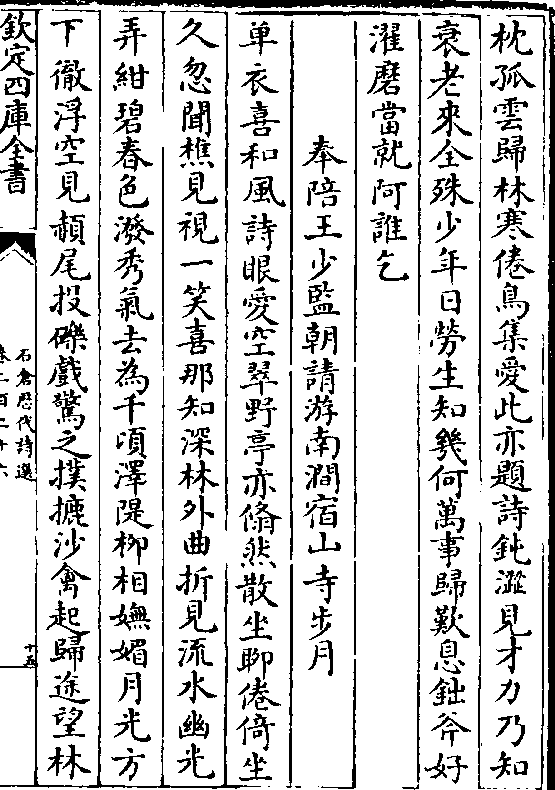 枕孤雲歸林寒倦鳥集愛此亦題詩鈍澀見才力乃知
衰老來全殊少年日勞生知幾何萬事歸歎息鈯斧好
濯磨當就阿誰乞
奉陪王少監朝請游南澗宿山寺步月
单衣喜和風詩眼愛空翠野亭亦翛然散坐聊倦倚坐
久忽聞樵見視一笑喜那知深林外曲折見流水幽光
弄紺碧春色潑秀氣去為千頃澤隄柳相嫵媚月光方
下徹浮空見頳尾投礫戲驚之撲摝沙禽起歸途望林
欽定四庫全書
石倉歷代詩選
卷二百二十六
十五